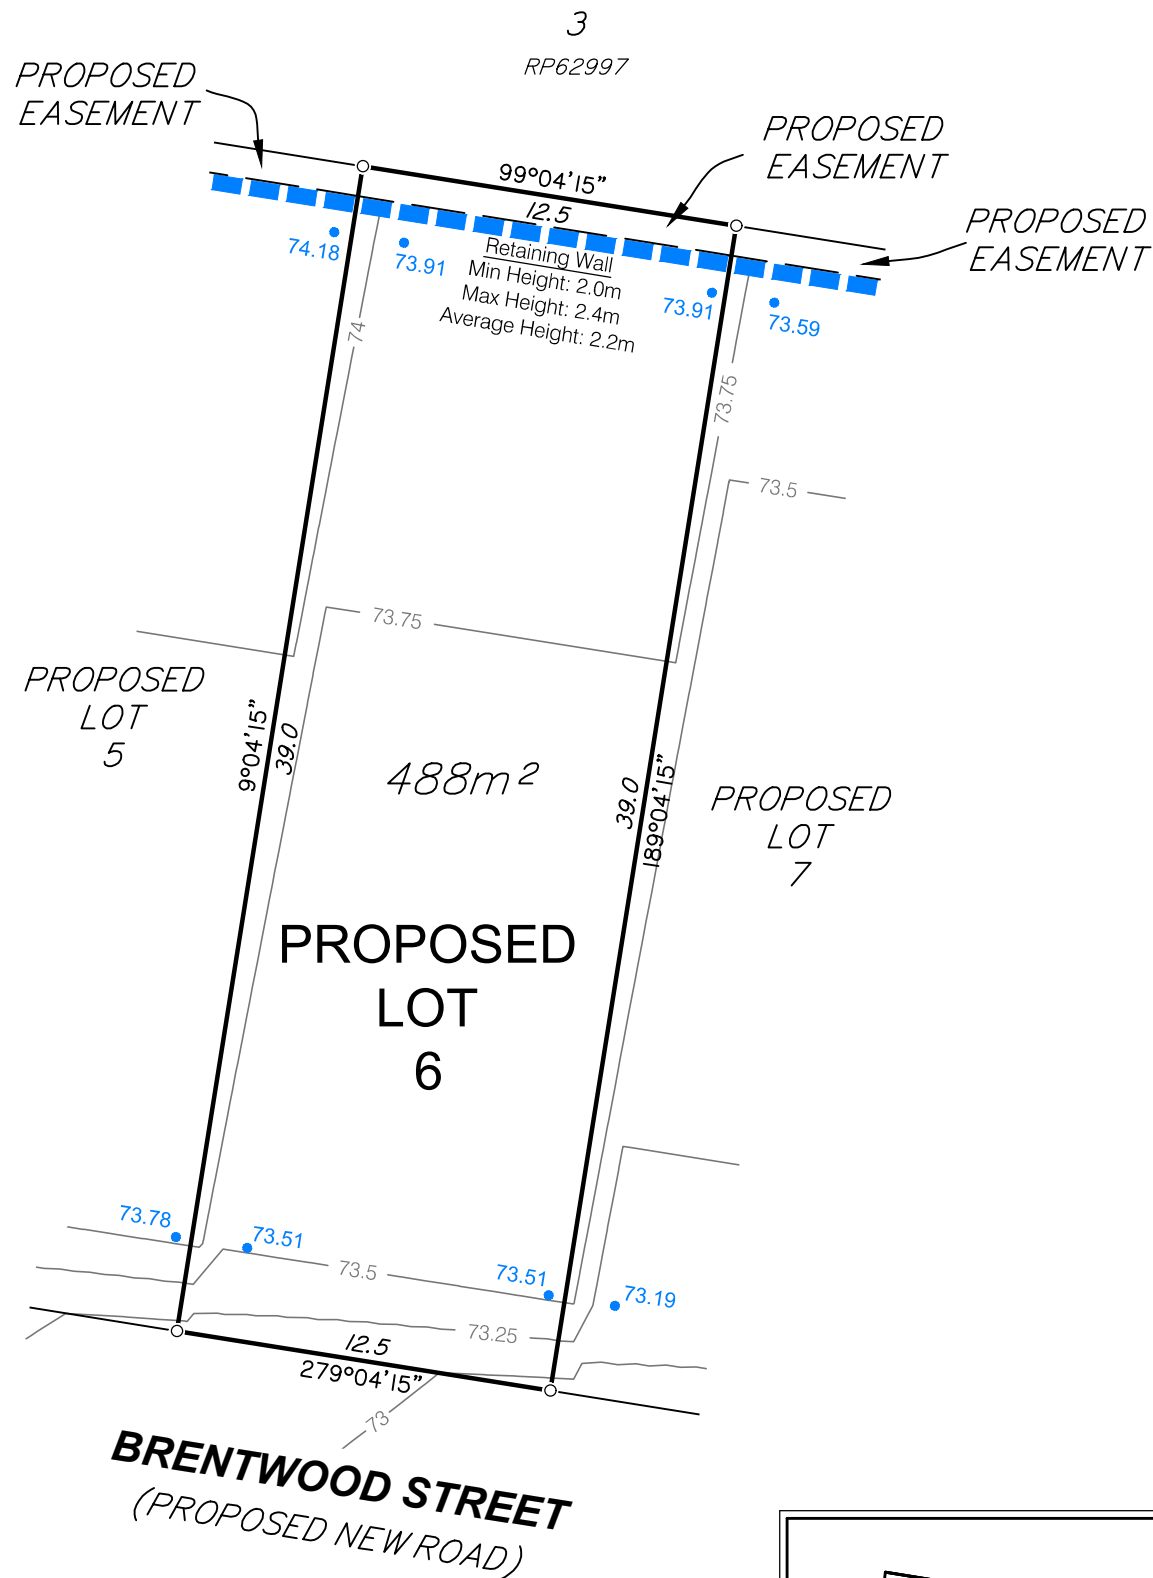 3
RP62997
PROPOSED
EASEMENT
PROPOSED
EASEMENT
PROPOSED
EASEMENT
99°04'15"
12.5
Retaining Wall
Min Height: 2.0m
Max Height: 2.4m
Average Height: 2.2m
74.18
73.91
73.91
73.59
74
73.75
73.5
73.75
PROPOSED
LOT
5
9°04'15"
39.0
488m²
39.0
189°04'15"
PROPOSED
LOT
7
PROPOSED
LOT
6
73.78
73.51
73.5
73.51
73.19
73.25
12.5
279°04'15"
73
BRENTWOOD STREET
(PROPOSED NEW ROAD)